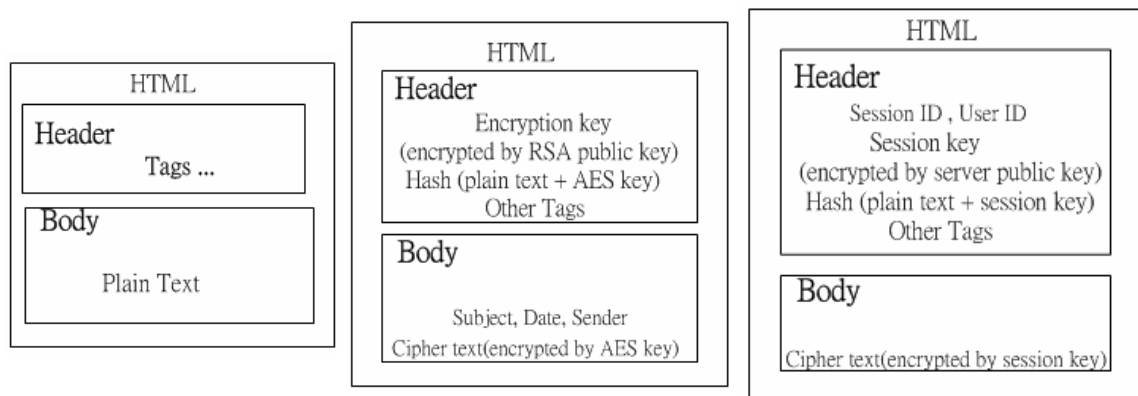 HTML
Header
Tags ...
Body
Plain Text
HTML
Header
Encryption key
(encrypted by RSA public key)
Hash (plain text + AES key)
Other Tags
Body
Subject, Date, Sender
Cipher text(encrypted by AES key)
HTML
Header
Session ID , User ID
Session key
(encrypted by server public key)
Hash (plain text + session key)
Other Tags
Body
Cipher text(encrypted by session key)